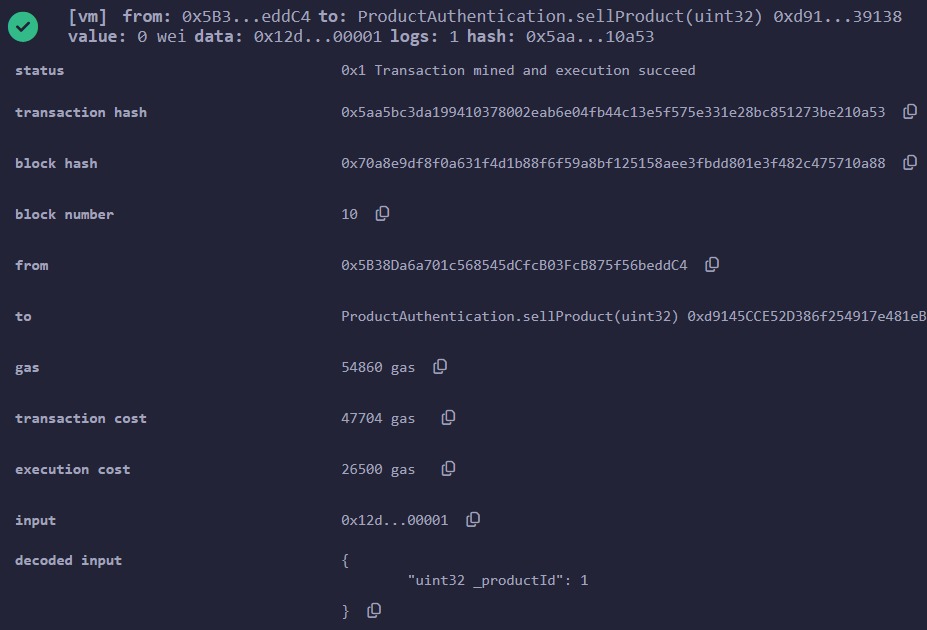 [vm] from: 0x5B3...eddC4 to: ProductAuthentication.sellProduct(uint32) 0xd91...39138
value: 0 wei data: 0x12d...00001 logs: 1 hash: 0x5aa...10a53
status 0x1 Transaction mined and execution succeed
transaction hash 0x5aa5bc3da199410378002eab6e04fb44c13e5f575e331e28bc851273be210a53
block hash 0x70a8e9df8f0a631f4d1b88f6f59a8bf125158aee3fbdd801e3f482c475710a88
block number 10
from 0x5B38Da6a701c568545dCfcB03FcB875f56beddC4
to ProductAuthentication.sellProduct(uint32) 0xd9145CCE52D386f254917e481eB
gas 54860 gas
transaction cost 47704 gas
execution cost 26500 gas
input 0x12d...00001
decoded input {
"uint32 _productId": 1
}